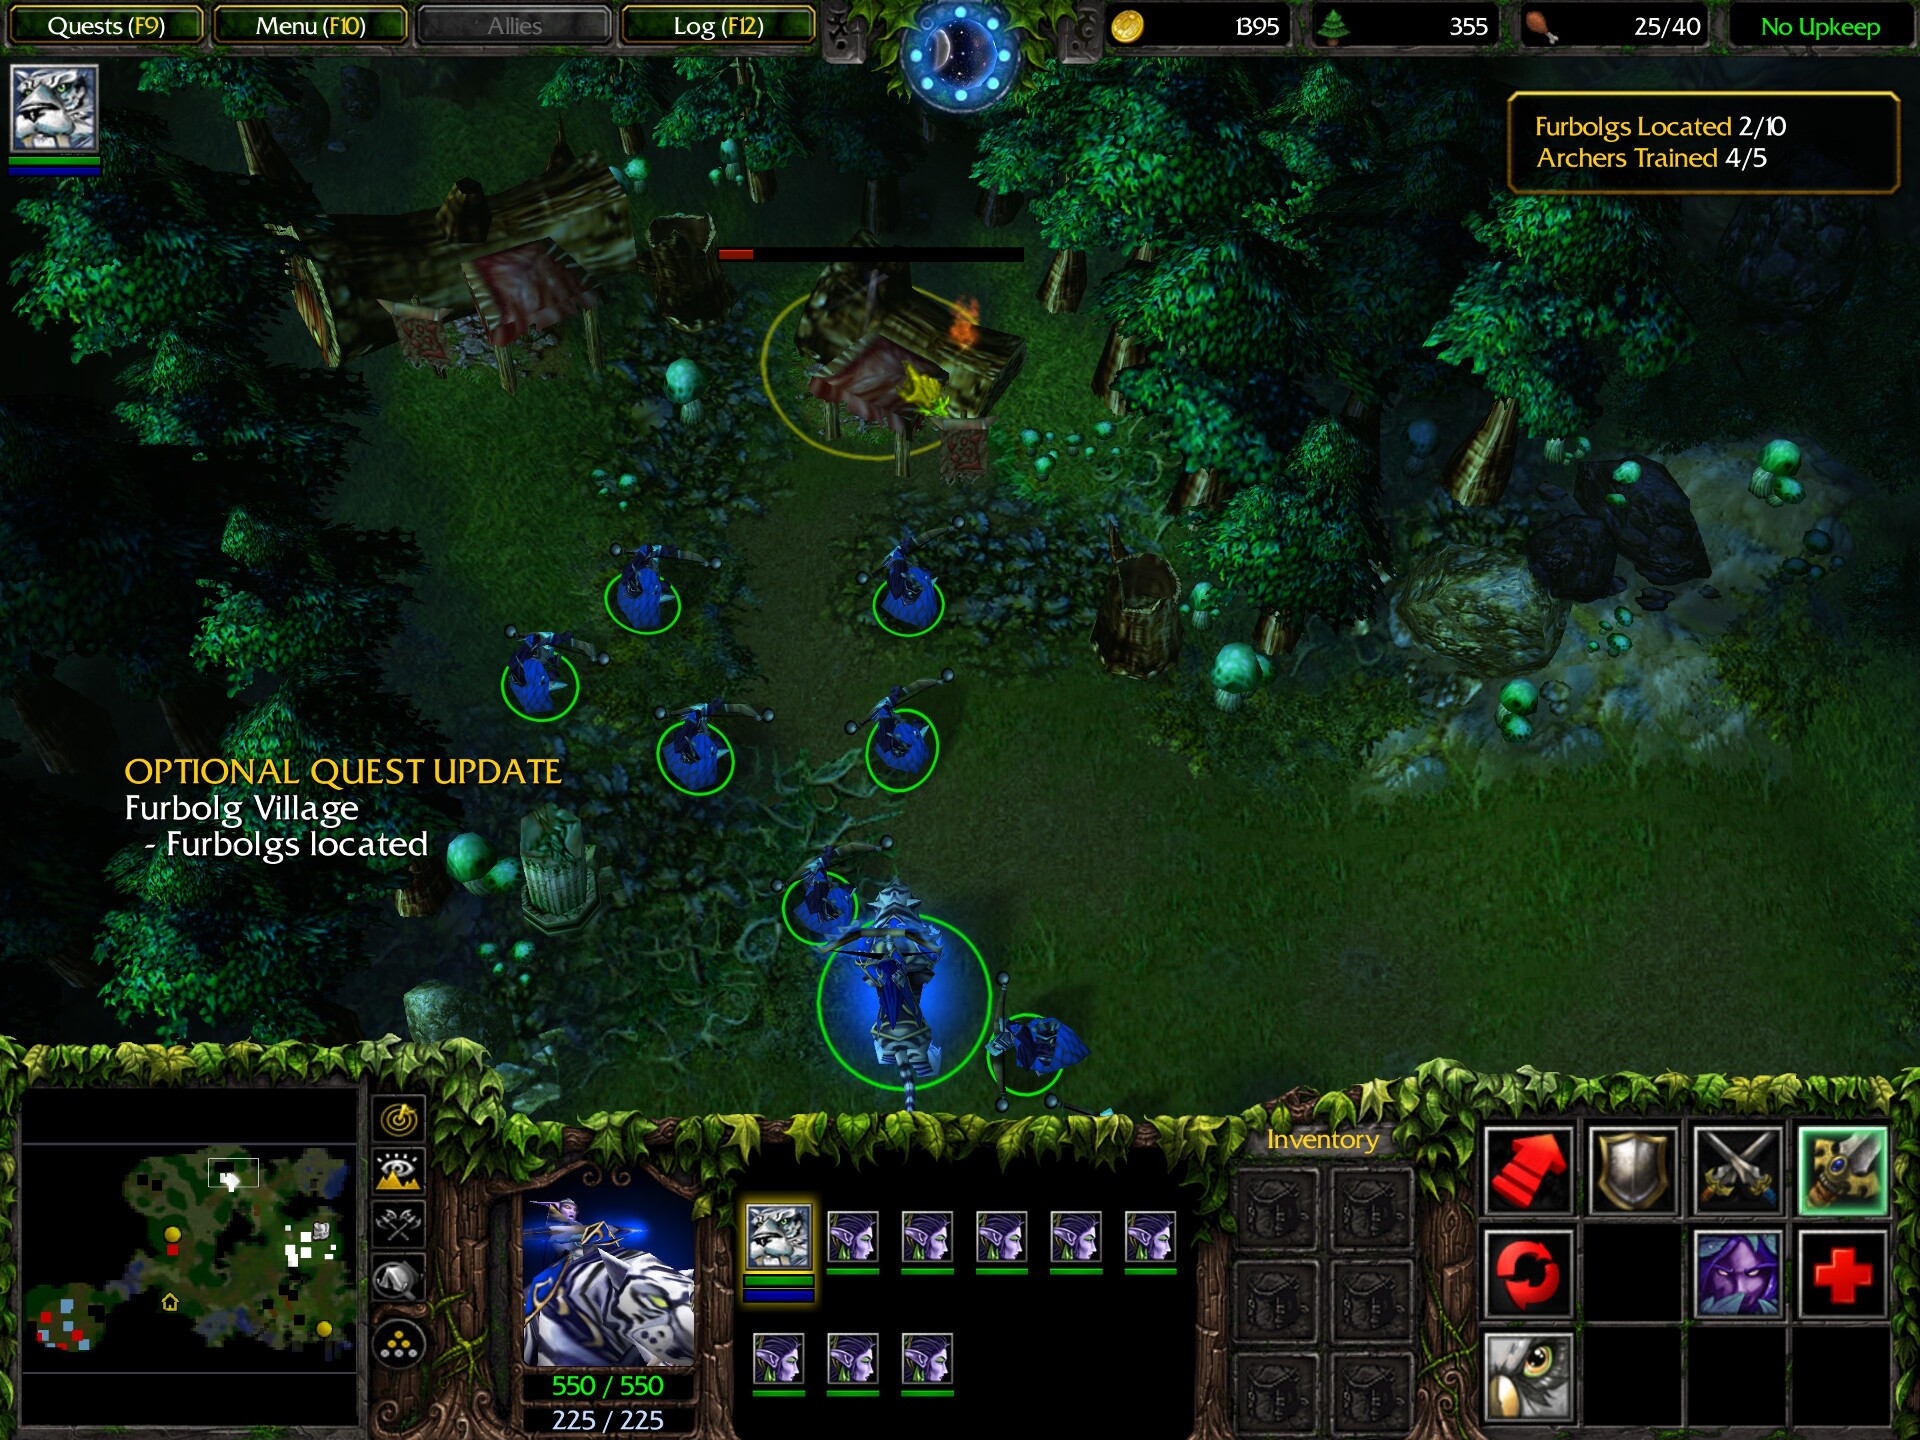 Quests (F9) Menu (F10) Allies Log (F12) 1395 355 25/40 No Upkeep
Furbolgs Located 2/10
Archers Trained 4/5
OPTIONAL QUEST UPDATE
Furbolg Village
- Furbolgs located
Inventory
550 / 550
225 / 225